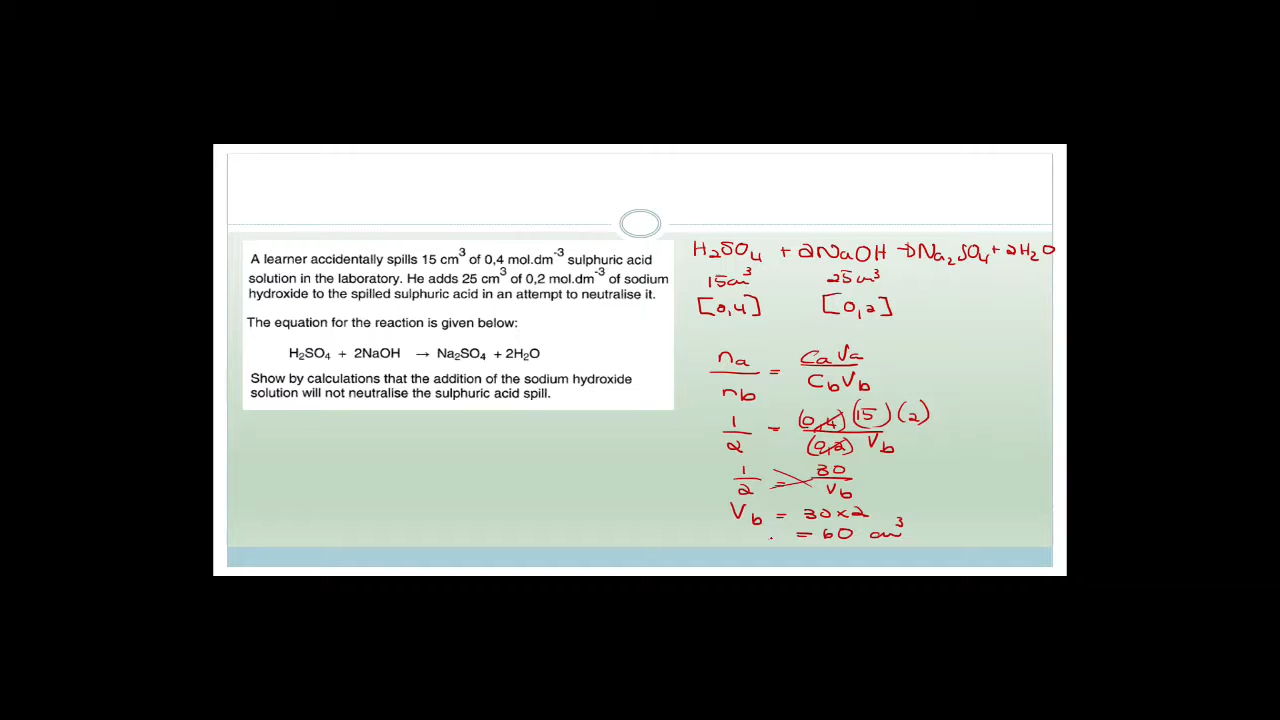 A learner accidentally spills 15 cm³ of 0,4 mol.dm⁻³ sulphuric acid
solution in the laboratory. He adds 25 cm³ of 0,2 mol.dm⁻³ of sodium
hydroxide to the spilled sulphuric acid in an attempt to neutralise it.
The equation for the reaction is given below:
H₂SO₄ + 2NaOH → Na₂SO₄ + 2H₂O
Show by calculations that the addition of the sodium hydroxide
solution will not neutralise the sulphuric acid spill.
H₂SO₄ + 2NaOH → Na₂SO₄ + 2H₂O
15cm³ 25cm³
[0,4] [0,2]
na/nb = CaVa/CbVb
1/2 = (0,4)(15)(2)/(0,2)Vb
1/2 = 30/Vb
Vb = 30×2
= 60 cm³